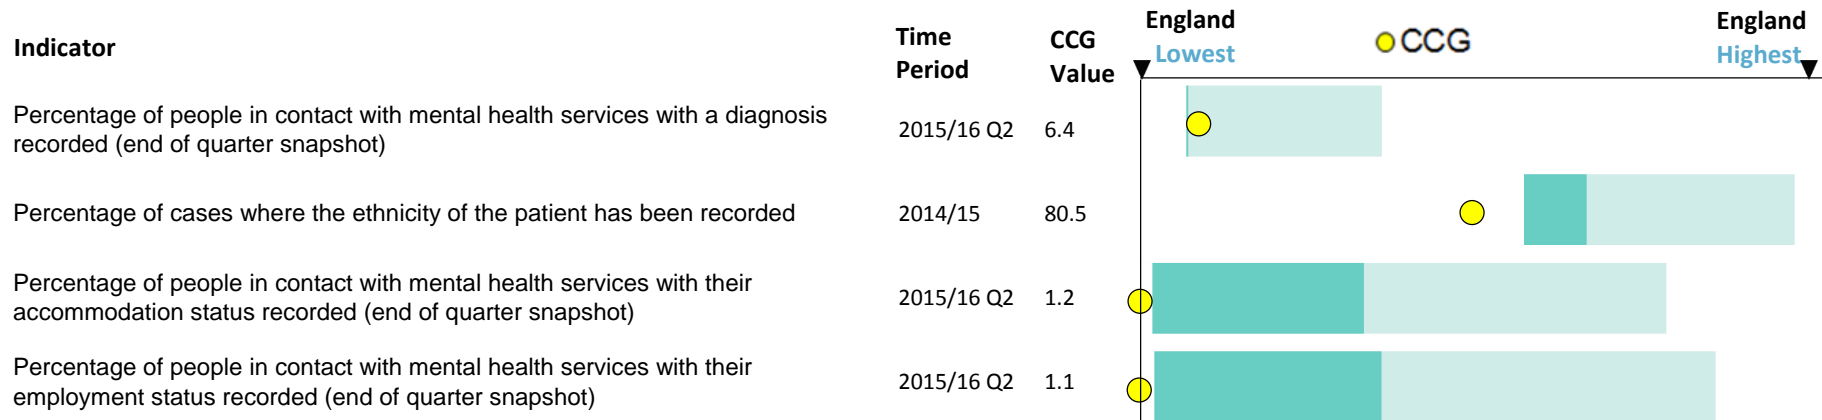 Indicator
Time
Period
CCG
Value
England
Lowest
CCG
England
Highest
Percentage of people in contact with mental health services with a diagnosis
recorded (end of quarter snapshot)
2015/16 Q2
6.4
Percentage of cases where the ethnicity of the patient has been recorded
2014/15
80.5
Percentage of people in contact with mental health services with their
accommodation status recorded (end of quarter snapshot)
2015/16 Q2
1.2
Percentage of people in contact with mental health services with their
employment status recorded (end of quarter snapshot)
2015/16 Q2
1.1